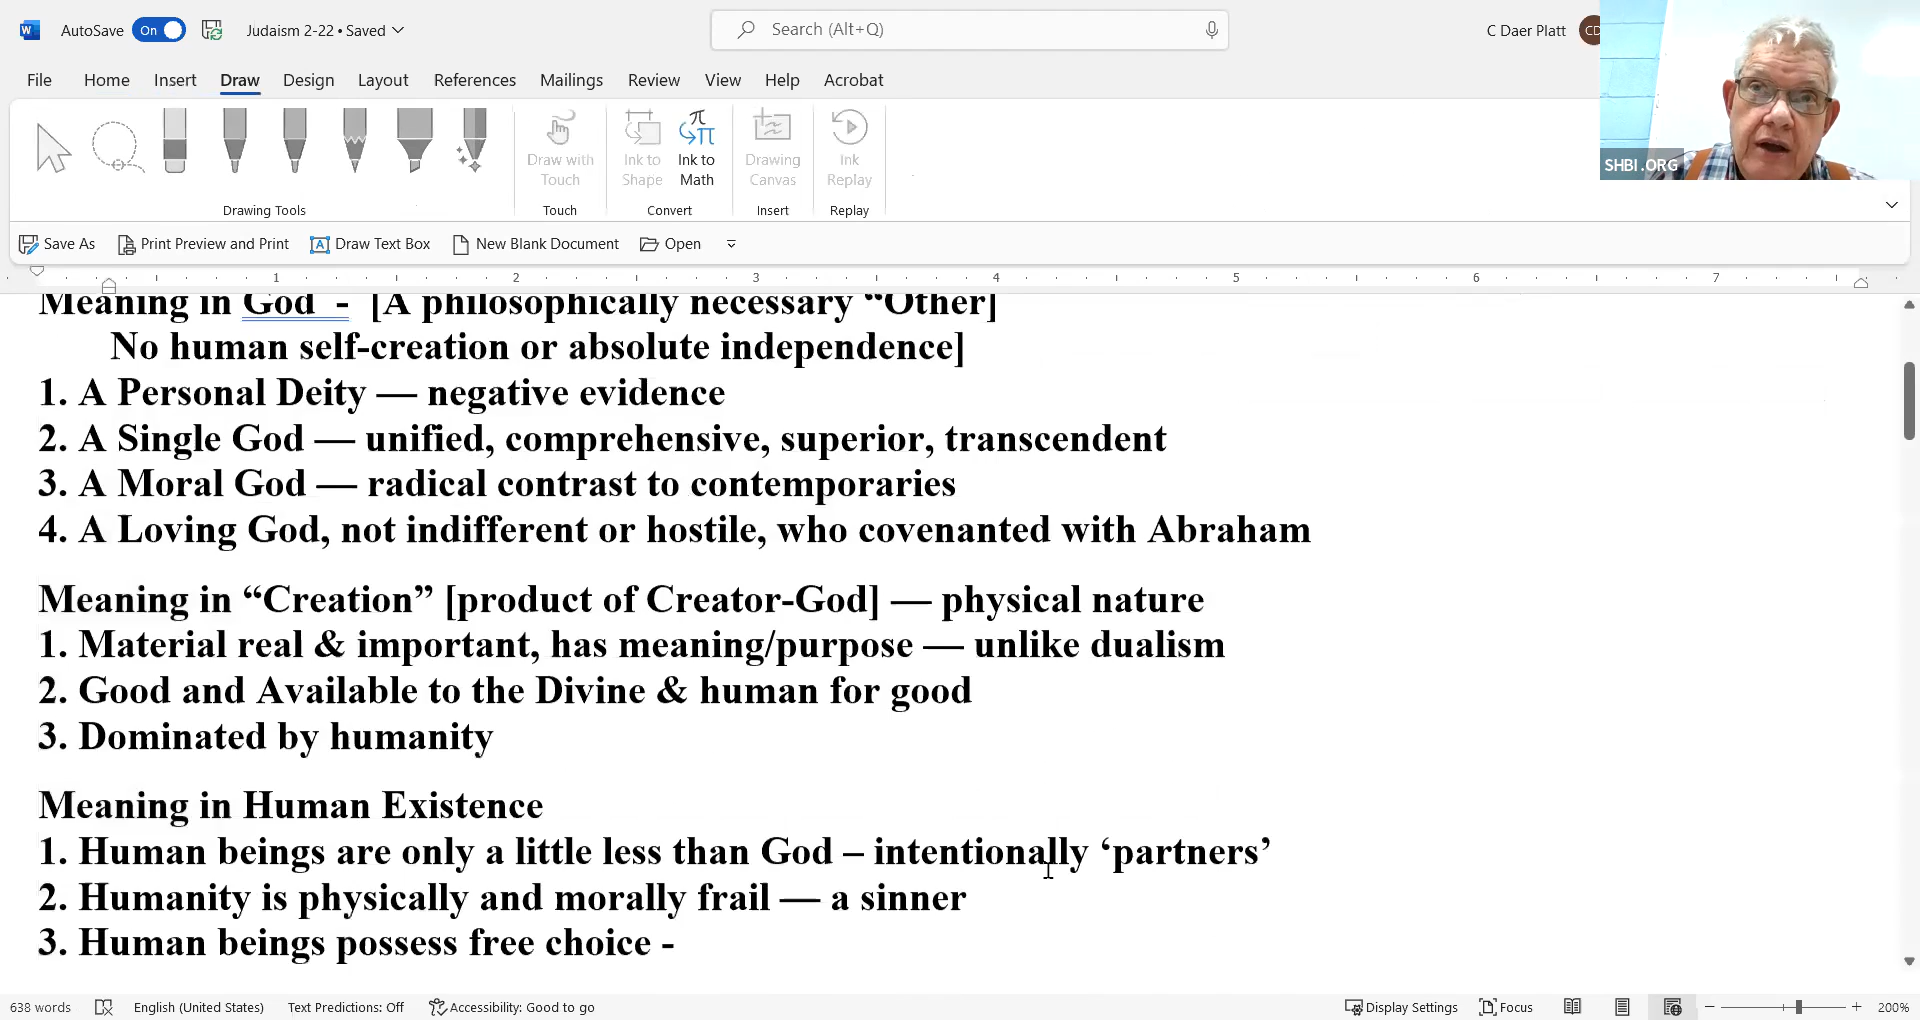 AutoSave On Judaism 2-22 • Saved Search (Alt+Q) C Daer Platt CD
File Home Insert Draw Design Layout References Mailings Review View Help Acrobat
Draw with Touch Ink to Shape Ink to Math Drawing Canvas Ink Replay
SHBI.ORG
Drawing Tools Touch Convert Insert Replay
Save As Print Preview and Print Draw Text Box New Blank Document Open
1 2 3 4 5 6 7
Meaning in God - [A philosophically necessary “Other]
No human self-creation or absolute independence]
1. A Personal Deity — negative evidence
2. A Single God — unified, comprehensive, superior, transcendent
3. A Moral God — radical contrast to contemporaries
4. A Loving God, not indifferent or hostile, who covenanted with Abraham
Meaning in “Creation” [product of Creator-God] — physical nature
1. Material real & important, has meaning/purpose — unlike dualism
2. Good and Available to the Divine & human for good
3. Dominated by humanity
Meaning in Human Existence
1. Human beings are only a little less than God – intentionally ‘partners’
2. Humanity is physically and morally frail — a sinner
3. Human beings possess free choice -
638 words English (United States) Text Predictions: Off Accessibility: Good to go Display Settings Focus 200%